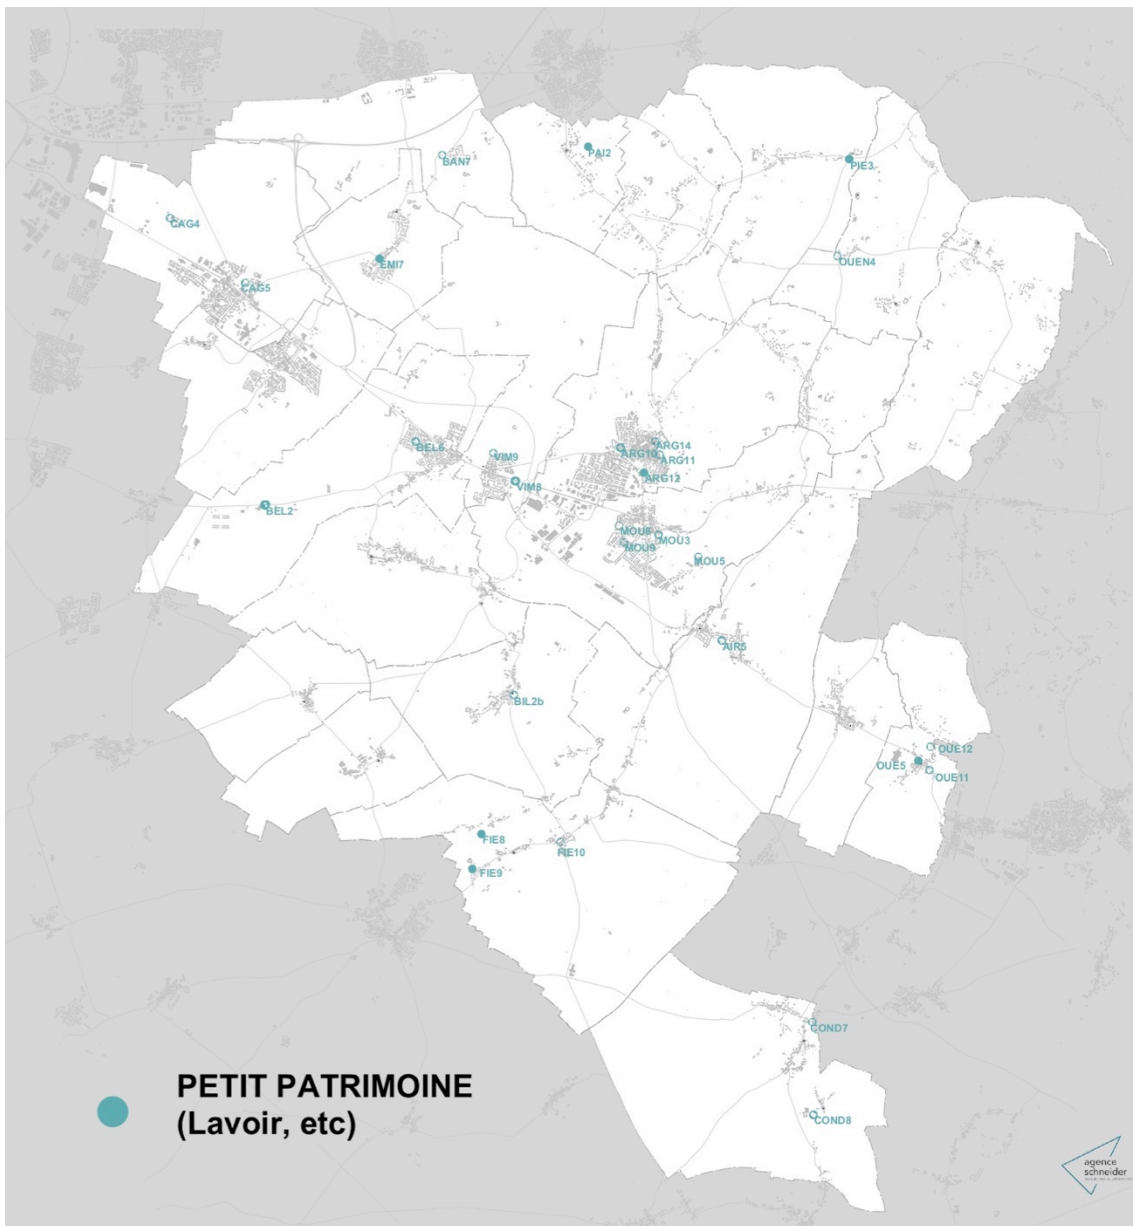 PAI2
BAN7
PIE3
CAG4
OUEN4
EMI7
CAG5
BEL6
VIM9
ARG14
ARG10
ARG11
ARG12
VIM8
BEL2
MOU8
MOU3
MOU9
MOU5
AIR5
BIL2b
OUE12
OUE5
OUE11
FIE8
FIE10
FIE9
COND7
PETIT PATRIMOINE
(Lavoir, etc)
COND8
agence
schneider